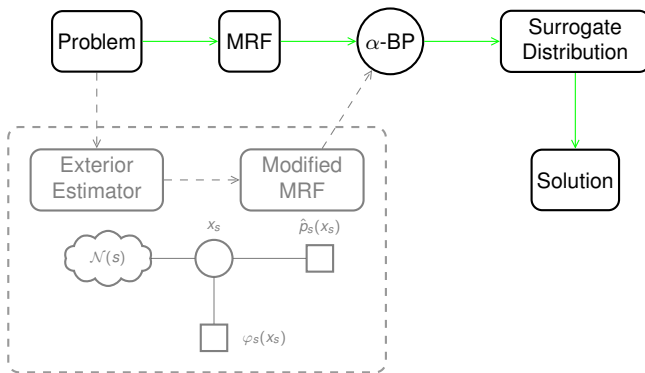 Problem
MRF
α-BP
Surrogate
Distribution
Exterior
Estimator
Modified
MRF
Solution
x_s
p̂_s(x_s)
𝒩(s)
φ_s(x_s)